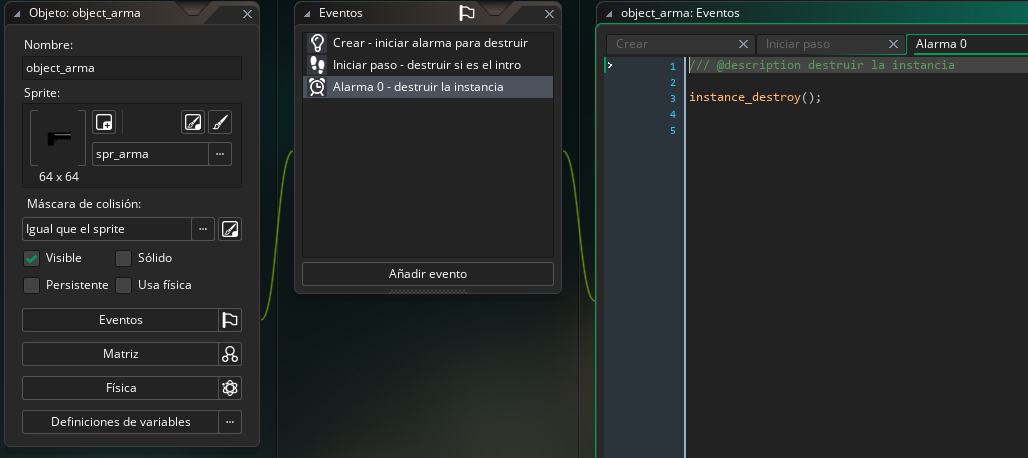 Objeto: object_arma
Nombre:
object_arma
Sprite:
spr_arma
...
64 x 64
Máscara de colisión:
Igual que el sprite
...
Visible
Sólido
Persistente
Usa física
Eventos
Matriz
Física
Definiciones de variables
...
Eventos
Crear - iniciar alarma para destruir
Iniciar paso - destruir si es el intro
Alarma 0 - destruir la instancia
Añadir evento
object_arma: Eventos
Crear
Iniciar paso
Alarma 0
1 /// @description destruir la instancia
2
3 instance_destroy();
4
5